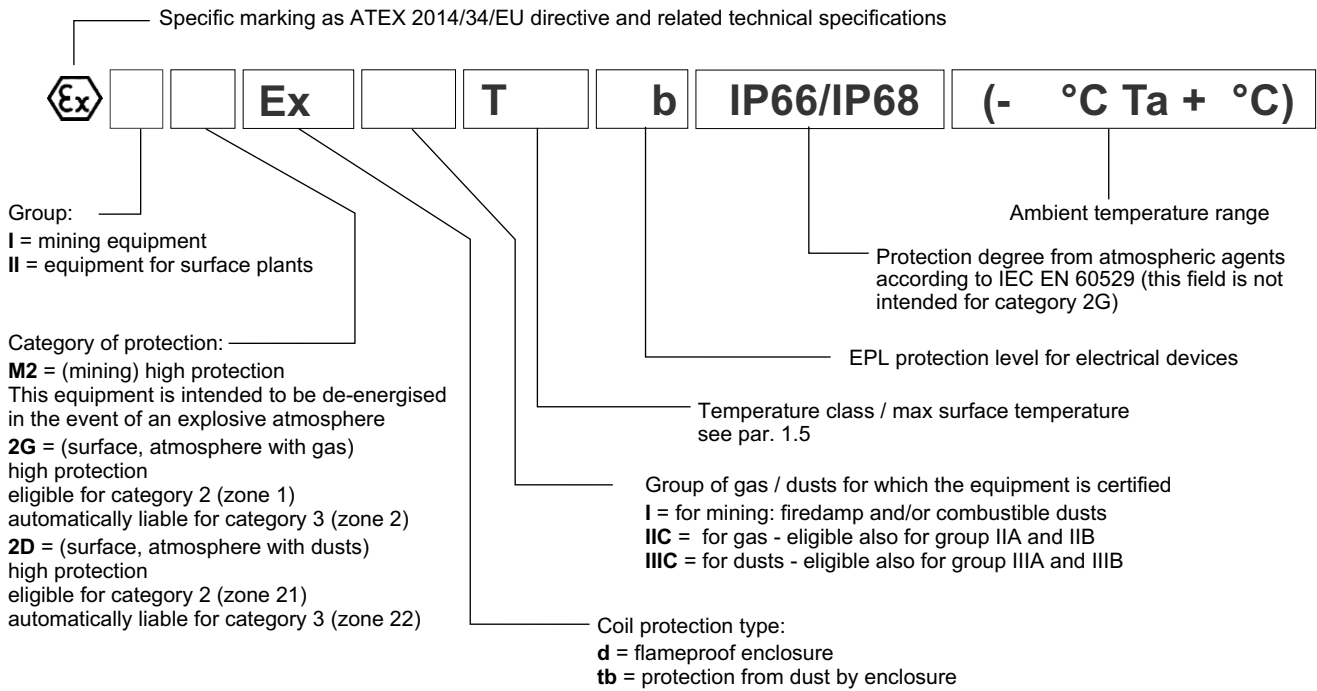 Specific marking as ATEX 2014/34/EU directive and related technical specifications
Ex Ex T b IP66/IP68 (- °C Ta + °C)
Group:
I = mining equipment
II = equipment for surface plants
Category of protection:
M2 = (mining) high protection
This equipment is intended to be de-energised
in the event of an explosive atmosphere
2G = (surface, atmosphere with gas)
high protection
eligible for category 2 (zone 1)
automatically liable for category 3 (zone 2)
2D = (surface, atmosphere with dusts)
high protection
eligible for category 2 (zone 21)
automatically liable for category 3 (zone 22)
Ambient temperature range
Protection degree from atmospheric agents
according to IEC EN 60529 (this field is not
intended for category 2G)
EPL protection level for electrical devices
Temperature class / max surface temperature
see par. 1.5
Group of gas / dusts for which the equipment is certified
I = for mining: firedamp and/or combustible dusts
IIC = for gas - eligible also for group IIA and IIB
IIIC = for dusts - eligible also for group IIIA and IIIB
Coil protection type:
d = flameproof enclosure
tb = protection from dust by enclosure